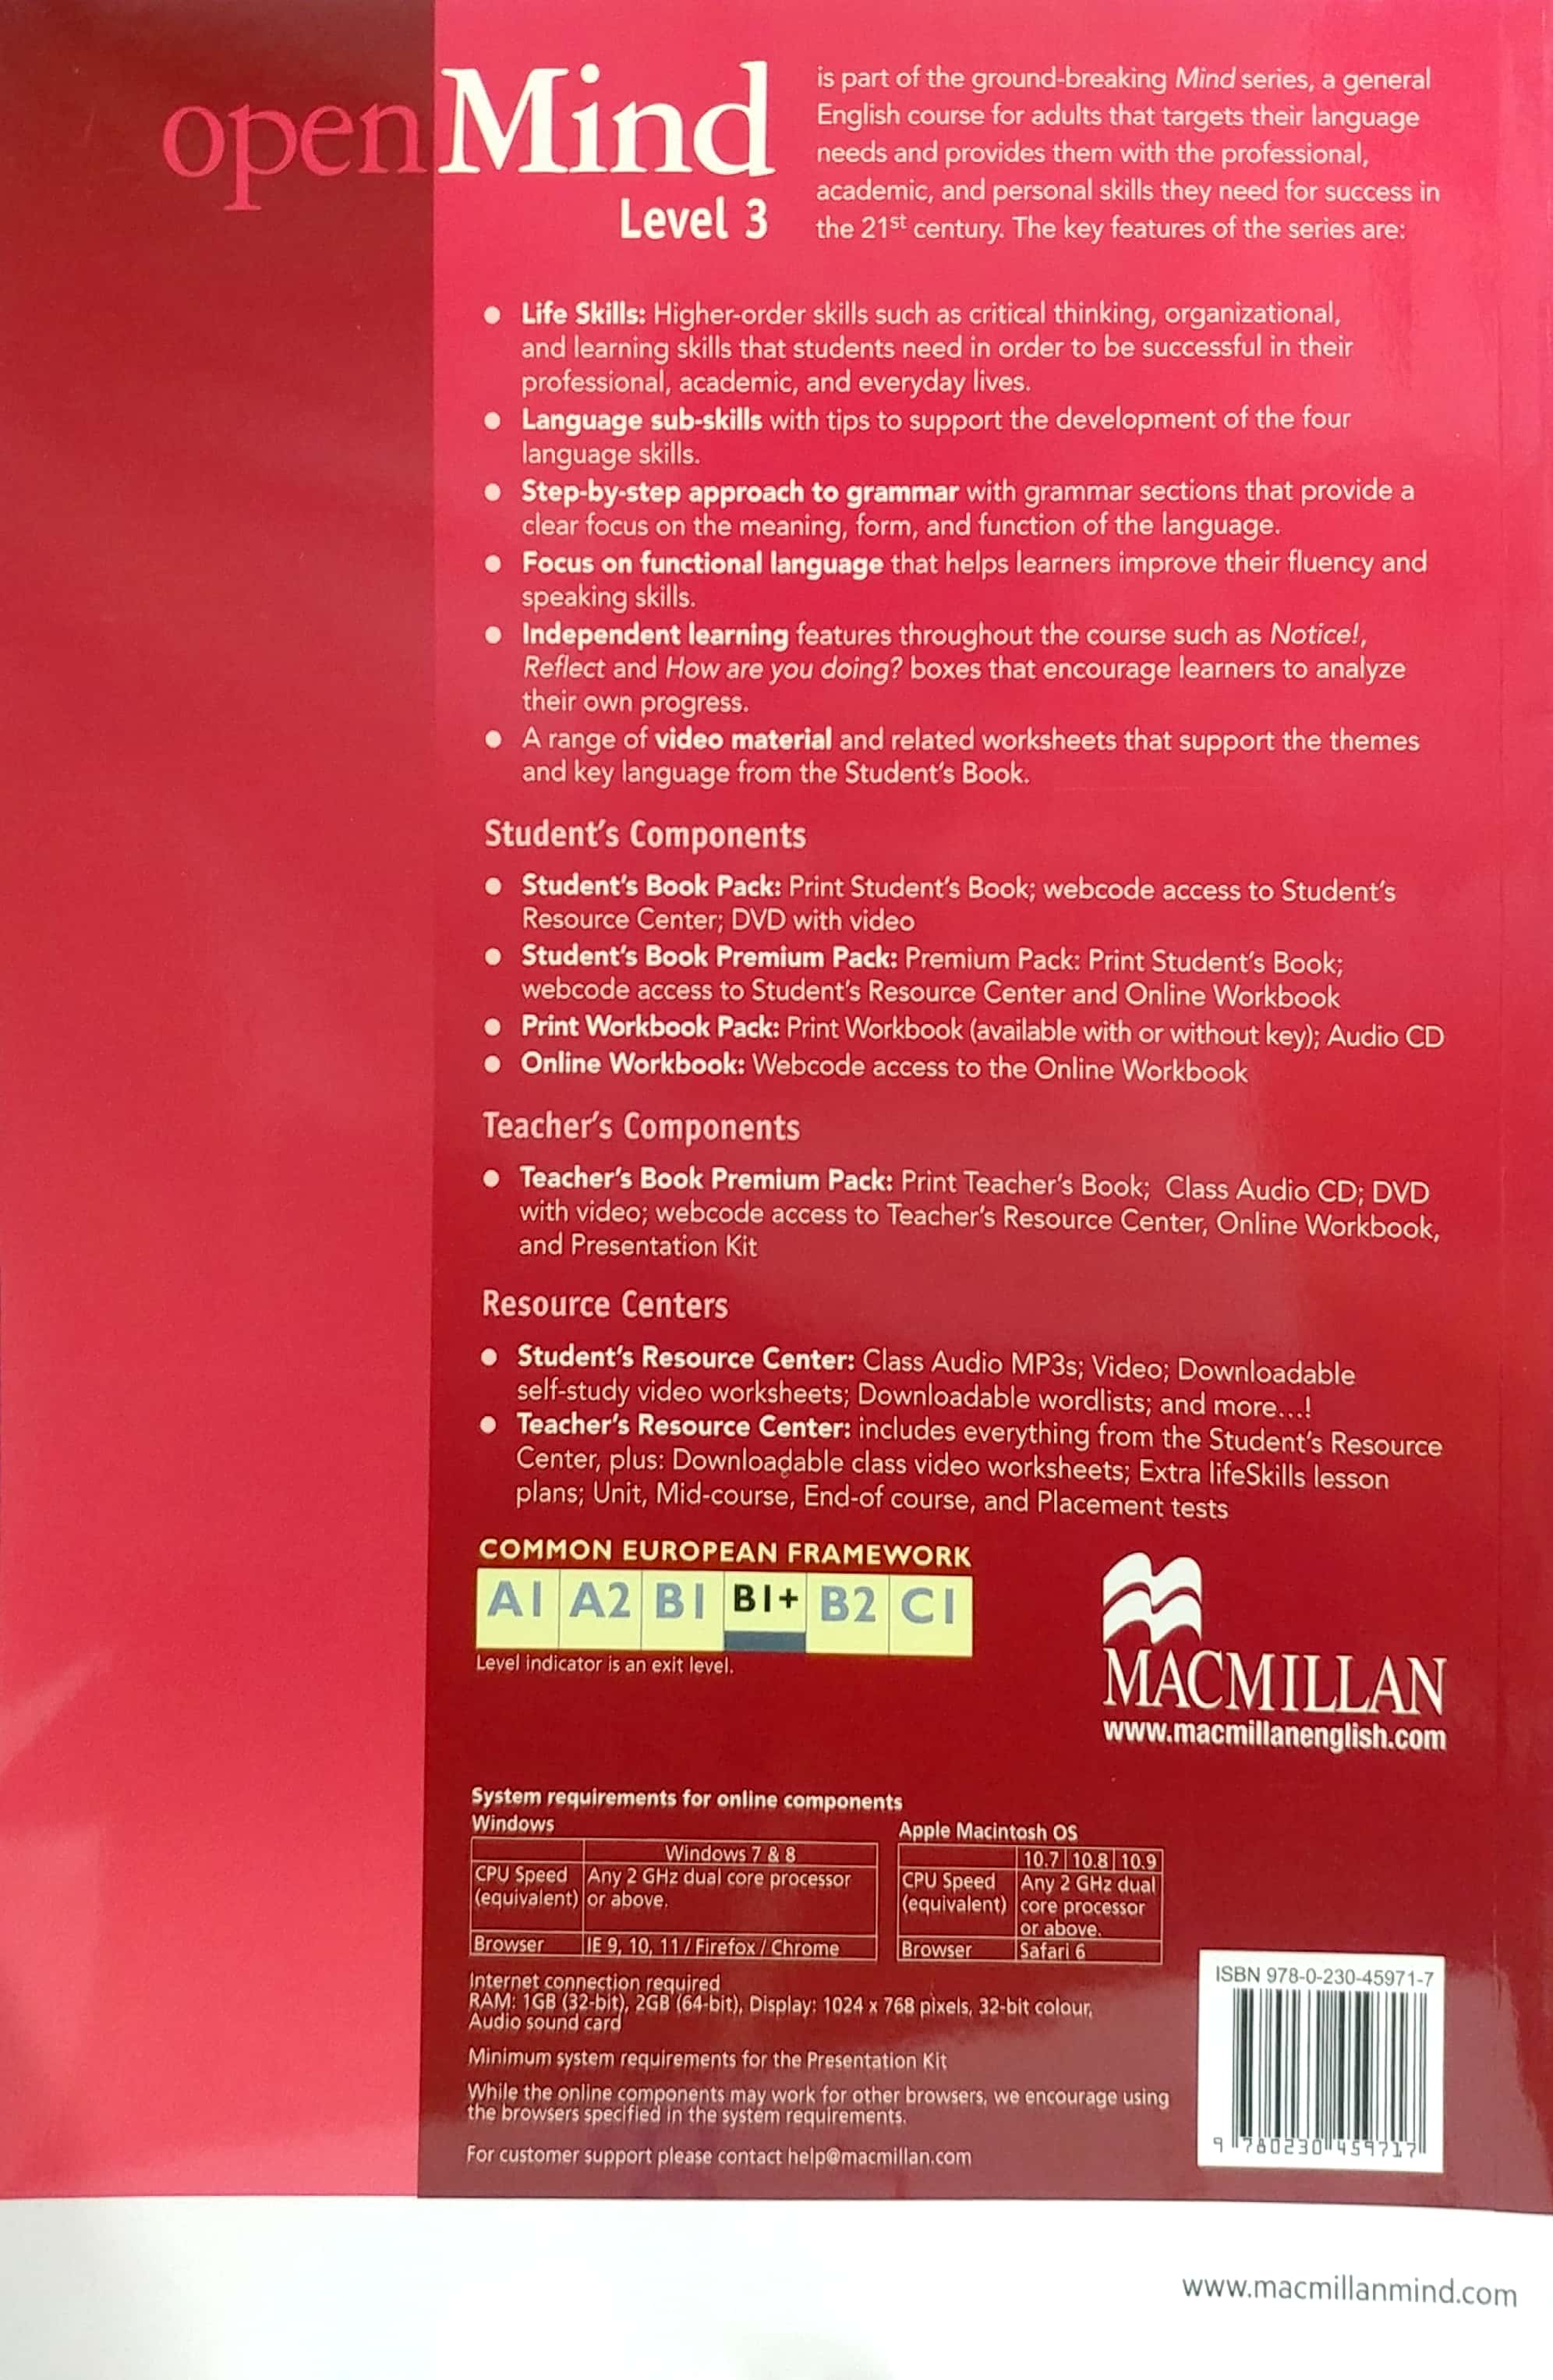 openMind
Level 3
is part of the ground-breaking Mind series, a general
English course for adults that targets their language
needs and provides them with the professional,
academic, and personal skills they need for success in
the 21st century. The key features of the series are:
● Life Skills: Higher-order skills such as critical thinking, organizational,
and learning skills that students need in order to be successful in their
professional, academic, and everyday lives.
● Language sub-skills with tips to support the development of the four
language skills.
● Step-by-step approach to grammar with grammar sections that provide a
clear focus on the meaning, form, and function of the language.
● Focus on functional language that helps learners improve their fluency and
speaking skills.
● Independent learning features throughout the course such as Notice!,
Reflect and How are you doing? boxes that encourage learners to analyze
their own progress.
● A range of video material and related worksheets that support the themes
and key language from the Student's Book.
Student's Components
● Student's Book Pack: Print Student's Book; webcode access to Student's
Resource Center; DVD with video
● Student's Book Premium Pack: Premium Pack: Print Student's Book;
webcode access to Student's Resource Center and Online Workbook
● Print Workbook Pack: Print Workbook (available with or without key); Audio CD
● Online Workbook: Webcode access to the Online Workbook
Teacher's Components
● Teacher's Book Premium Pack: Print Teacher's Book; Class Audio CD; DVD
with video; webcode access to Teacher's Resource Center, Online Workbook,
and Presentation Kit
Resource Centers
● Student's Resource Center: Class Audio MP3s; Video; Downloadable
self-study video worksheets; Downloadable wordlists; and more...!
● Teacher's Resource Center: includes everything from the Student's Resource
Center, plus: Downloadable class video worksheets; Extra lifeSkills lesson
plans; Unit, Mid-course, End-of course, and Placement tests
COMMON EUROPEAN FRAMEWORK
A1 A2 B1 B1+ B2 C1
Level indicator is an exit level.
MACMILLAN
www.macmillanenglish.com
System requirements for online components
Windows
Windows 7 & 8
CPU Speed Any 2 GHz dual core processor
(equivalent) or above.
Browser IE 9, 10, 11 / Firefox / Chrome
Apple Macintosh OS
10.7 10.8 10.9
CPU Speed Any 2 GHz dual
(equivalent) core processor
or above.
Browser Safari 6
Internet connection required
RAM: 1GB (32-bit), 2GB (64-bit), Display: 1024 x 768 pixels, 32-bit colour,
Audio sound card
Minimum system requirements for the Presentation Kit
While the online components may work for other browsers, we encourage using
the browsers specified in the system requirements.
For customer support please contact help@macmillan.com
ISBN 978-0-230-45971-7
9 780230 459717
www.macmillanmind.com